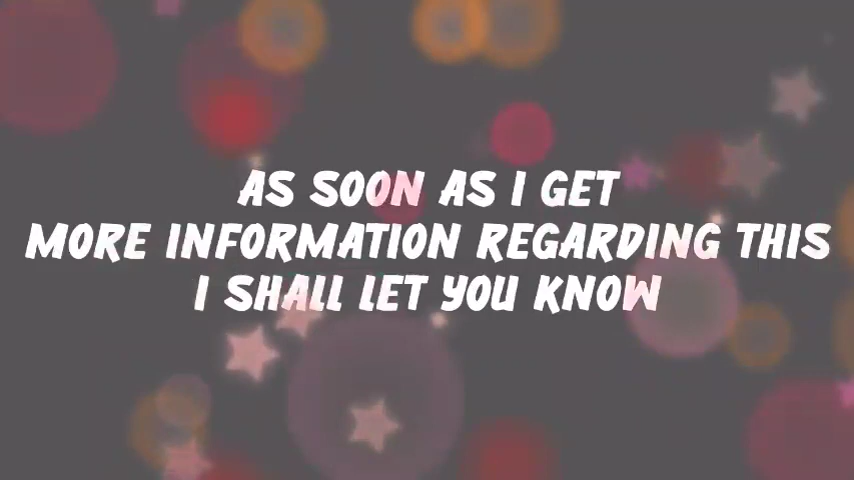 AS SOON AS I GET
MORE INFORMATION REGARDING THIS
I SHALL LET YOU KNOW